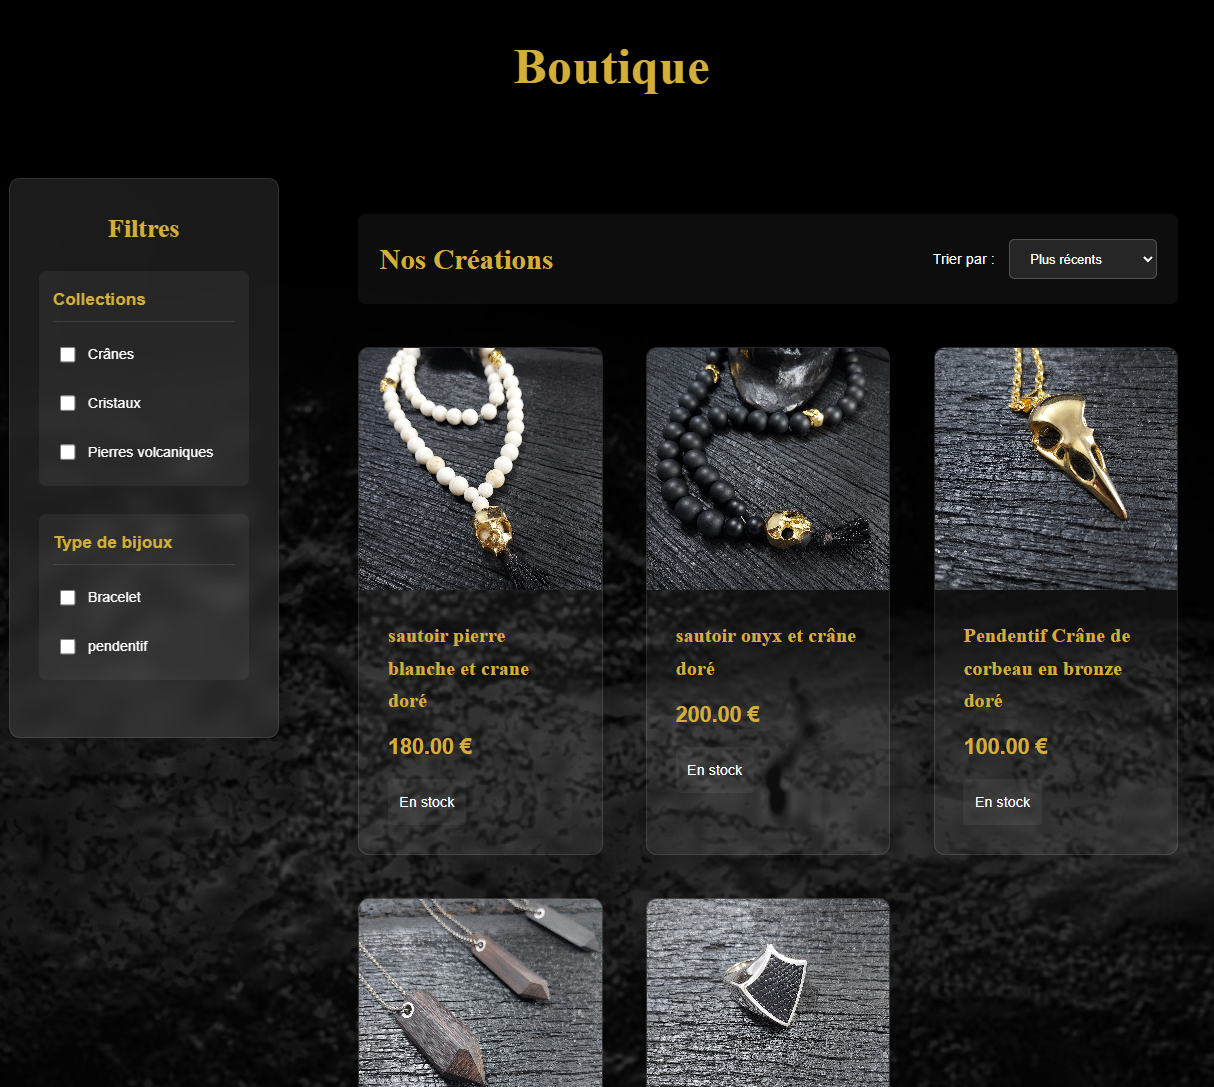 Boutique
Filtres
Collections
Crânes
Cristaux
Pierres volcaniques
Type de bijoux
Bracelet
pendentif
Nos Créations
Trier par :
Plus récents
sautoir pierre
blanche et crane
doré
180.00 €
En stock
sautoir onyx et crâne
doré
200.00 €
En stock
Pendentif Crâne de
corbeau en bronze
doré
100.00 €
En stock